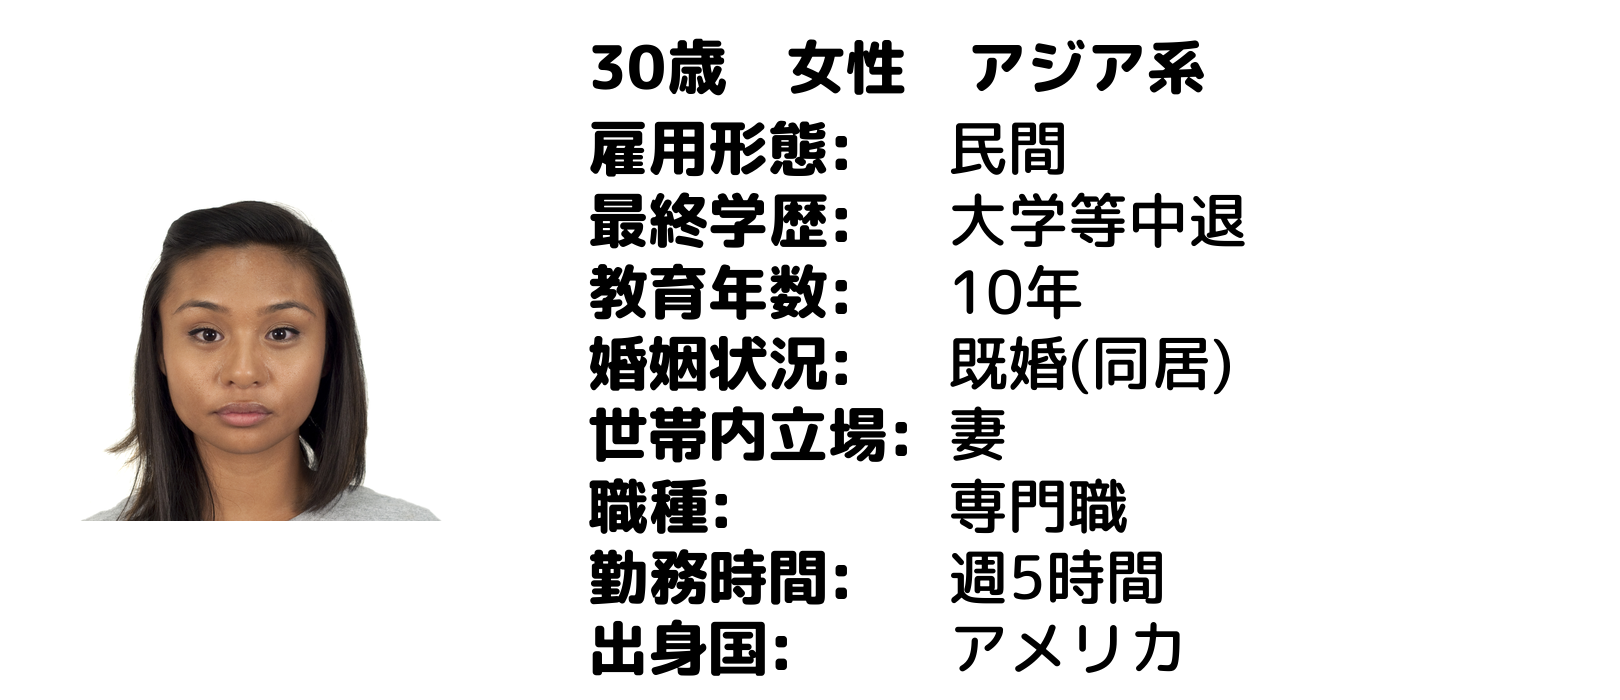 30歳　女性　アジア系
雇用形態:　民間
最終学歴:　大学等中退
教育年数:　10年
婚姻状況:　既婚(同居)
世帯内立場:　妻
職種:　専門職
勤務時間:　週5時間
出身国:　アメリカ